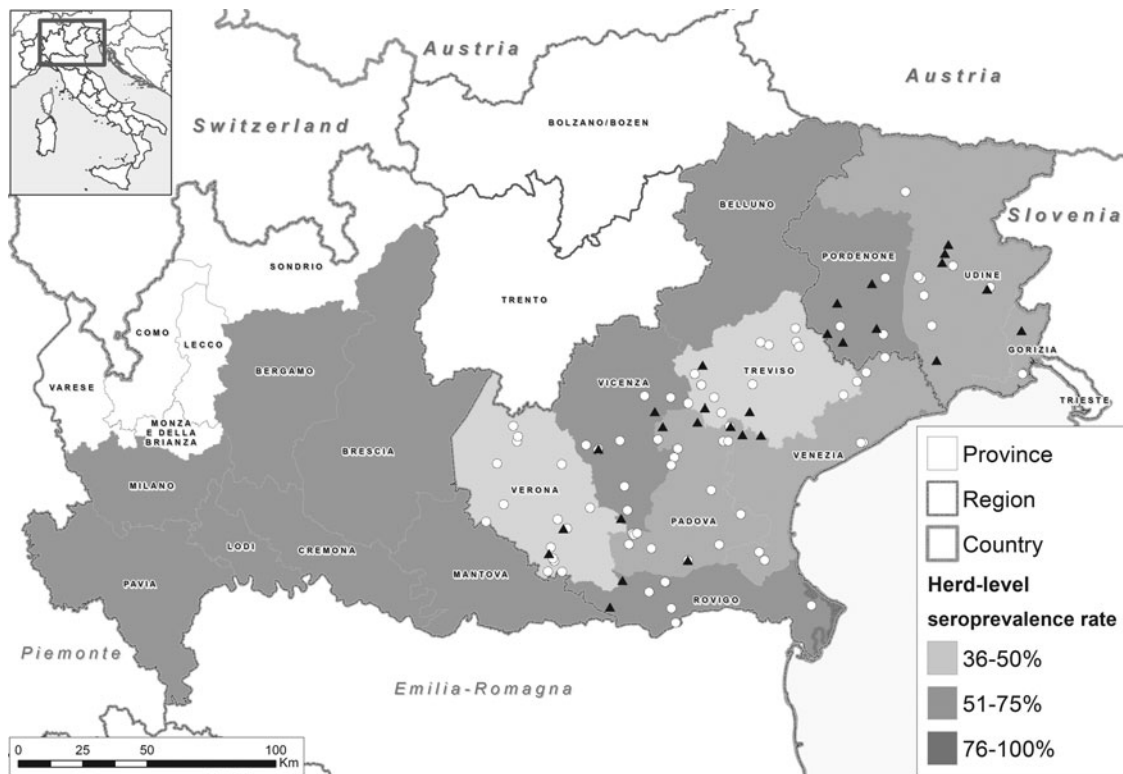 Austria
Austria
Switzerland
BOLZANO/BOZEN
Slovenia
BELLUNO
PORDENONE
SONDRIO
UDINE
TRENTO
COMO
LECCO
GORIZIA
TREVISO
BERGAMO
VICENZA
VARESE
TRIESTE
MONZA
E DELLA
BRIANZA
BRESCIA
VENEZIA
MILANO
VERONA
PADOVA
LODI
CREMONA
MANTOVA
PAVIA
ROVIGO
Piemonte
Emilia-Romagna
Province
Region
Country
Herd-level
seroprevalence rate
36-50%
51-75%
76-100%
0 25 50 100
Km